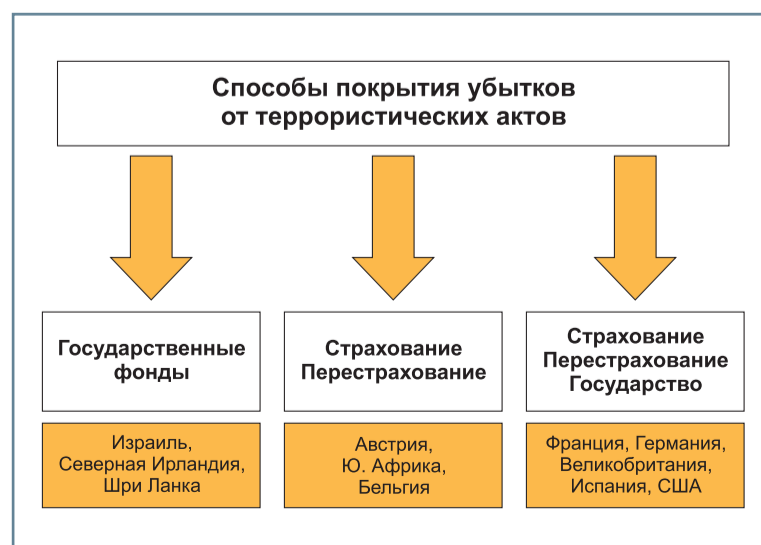 Способы покрытия убытков
от террористических актов
Государственные
фонды
Израиль,
Северная Ирландия,
Шри Ланка
Страхование
Перестрахование
Австрия,
Ю. Африка,
Бельгия
Страхование
Перестрахование
Государство
Франция, Германия,
Великобритания,
Испания, США